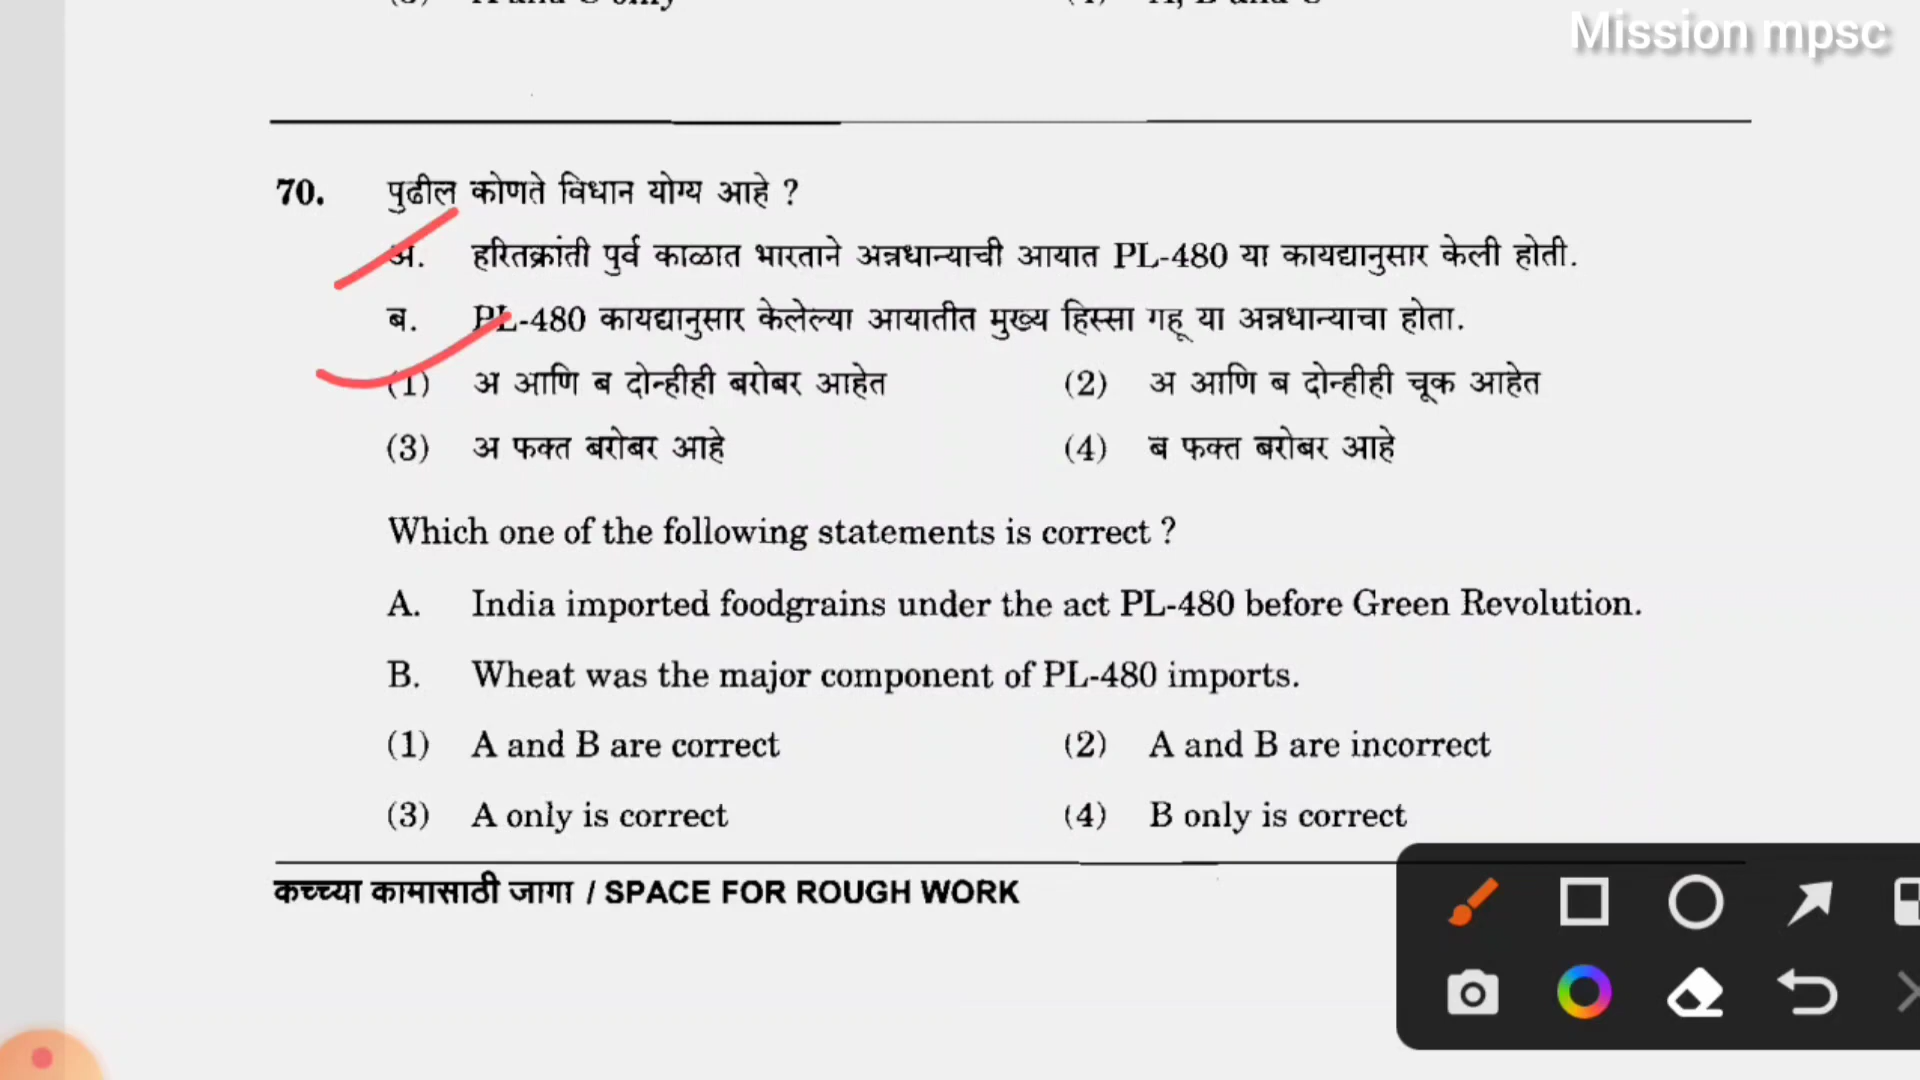 Mission mpsc
70. पुढील कोणते विधान योग्य आहे ?
अ. हरितक्रांती पुर्व काळात भारताने अन्नधान्याची आयात PL-480 या कायद्यानुसार केली होती.
ब. PL-480 कायद्यानुसार केलेल्या आयातीत मुख्य हिस्सा गहू या अन्नधान्याचा होता.
(1) अ आणि ब दोन्हीही बरोबर आहेत (2) अ आणि ब दोन्हीही चूक आहेत
(3) अ फक्त बरोबर आहे (4) ब फक्त बरोबर आहे
Which one of the following statements is correct ?
A. India imported foodgrains under the act PL-480 before Green Revolution.
B. Wheat was the major component of PL-480 imports.
(1) A and B are correct (2) A and B are incorrect
(3) A only is correct (4) B only is correct
कच्च्या कामासाठी जागा / SPACE FOR ROUGH WORK